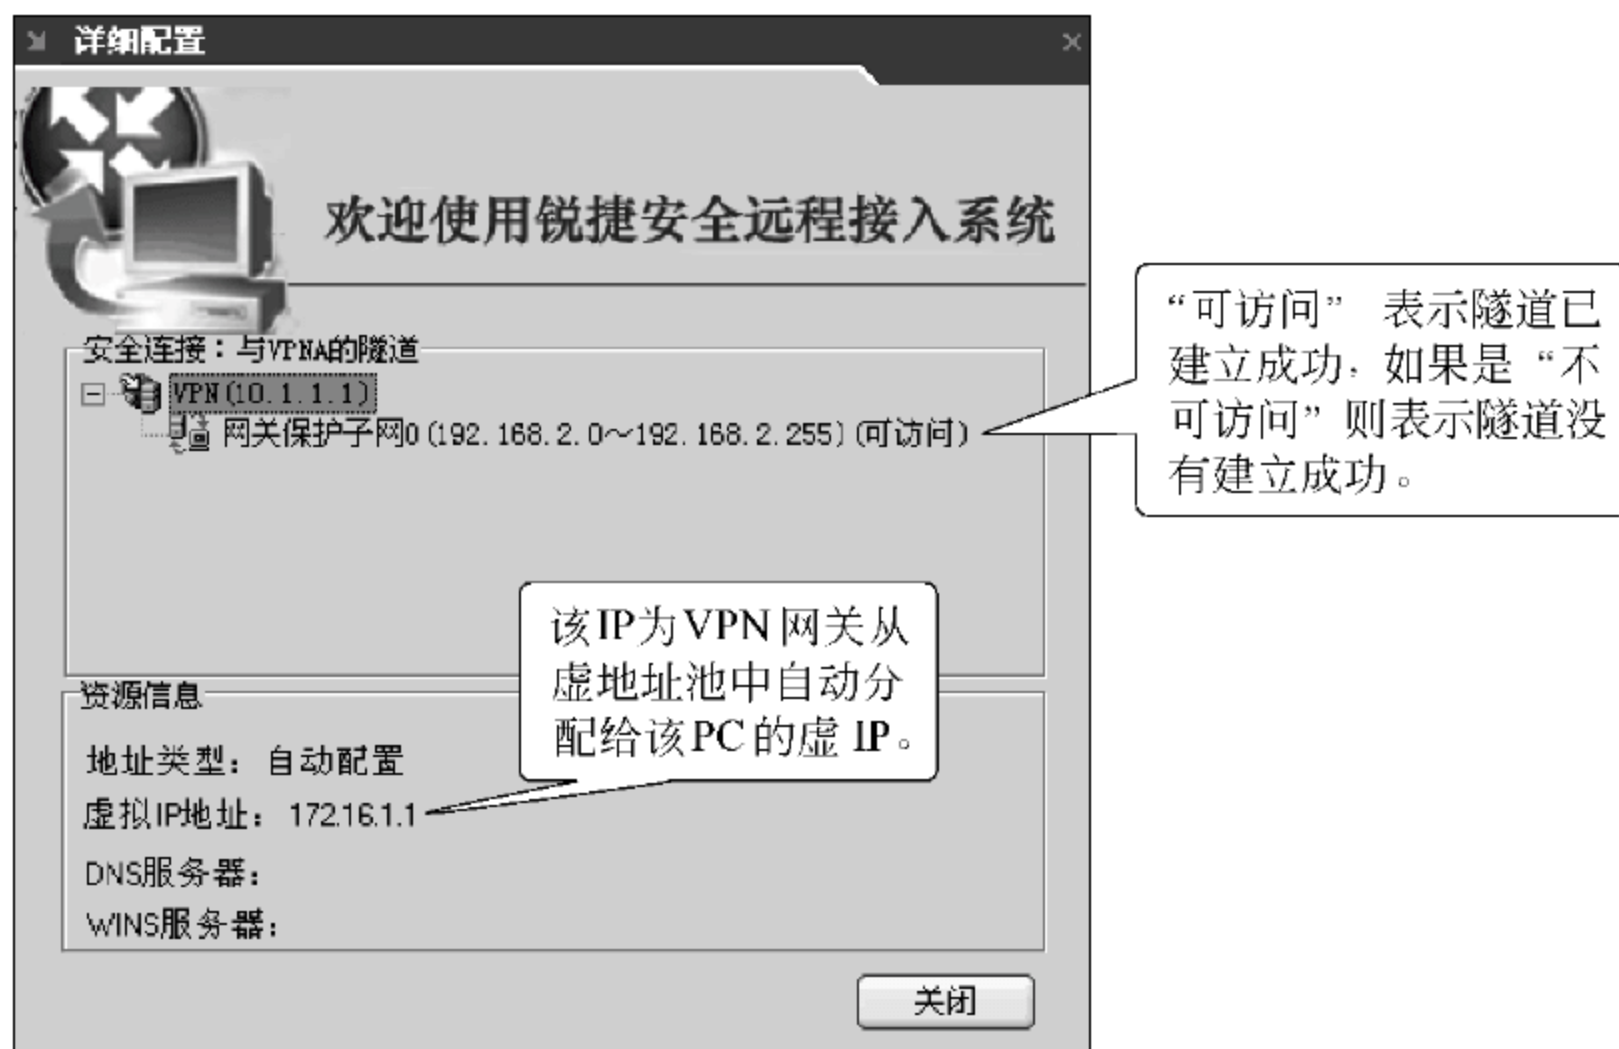 详细配置
欢迎使用锐捷安全远程接入系统
安全连接：与VPNA的隧道
VPN(10.1.1.1)
网关保护子网0(192.168.2.0～192.168.2.255)(可访问)
“可访问” 表示隧道已
建立成功，如果是“不
可访问”则表示隧道没
有建立成功。
该IP为VPN网关从
虚地址池中自动分
配给该PC的虚IP。
资源信息
地址类型：自动配置
虚拟IP地址：172.16.1.1
DNS服务器：
WINS服务器：
关闭